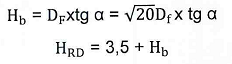 H_b = D_F x tg α = √20 D_f x tg α
H_RD = 3,5 + H_b